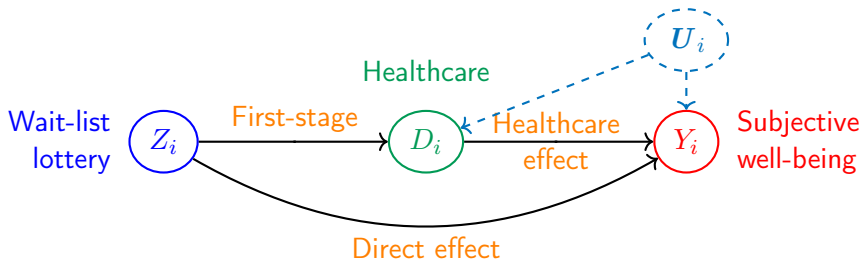 U_i
Healthcare
Wait-list
lottery
Z_i
First-stage
D_i
Healthcare
effect
Y_i
Subjective
well-being
Direct effect